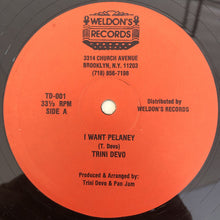 WELDON'S
RECORDS
3314 CHURCH AVENUE
BROOKLYN, N.Y. 11203
(718) 856-7198
TD-001
33⅓ RPM
SIDE A
Distributed by
WELDON'S RECORDS
I WANT PELANEY
(T. Devo)
TRINI DEVO
Produced & Arranged by:
Trini Devo & Pan Jam